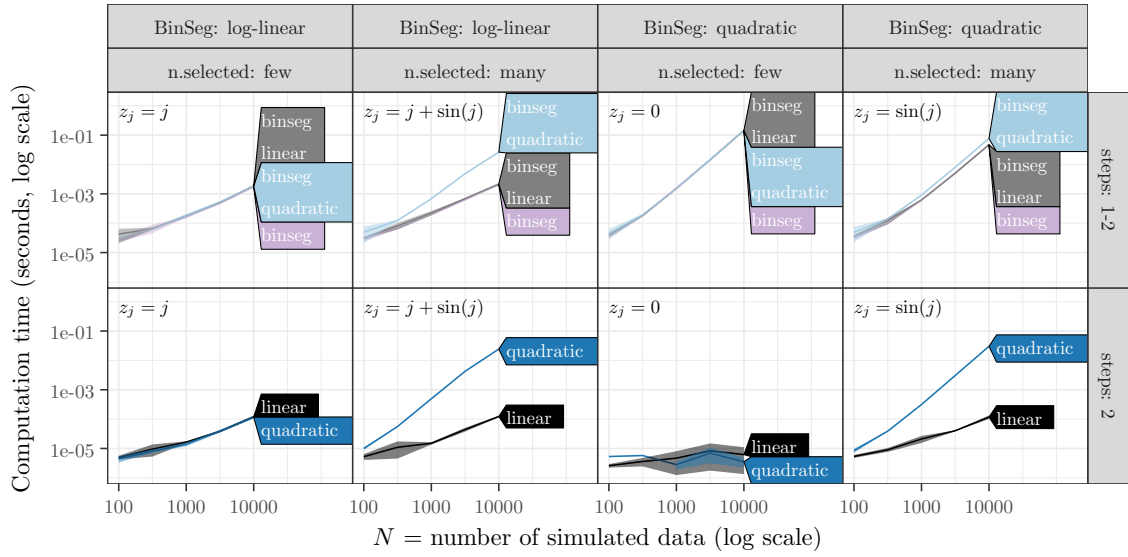 BinSeg: log-linear
BinSeg: log-linear
BinSeg: quadratic
BinSeg: quadratic
n.selected: few
n.selected: many
n.selected: few
n.selected: many
Computation time (seconds, log scale)
1e-01
1e-03
1e-05
z_j = j
binseg
linear
binseg
quadratic
binseg
z_j = j + sin(j)
binseg
quadratic
binseg
linear
binseg
z_j = 0
binseg
linear
binseg
quadratic
binseg
z_j = sin(j)
binseg
quadratic
binseg
linear
binseg
steps: 1-2
1e-01
1e-03
1e-05
z_j = j
linear
quadratic
z_j = j + sin(j)
quadratic
linear
z_j = 0
linear
quadratic
z_j = sin(j)
quadratic
linear
steps: 2
100 1000 10000
100 1000 10000
100 1000 10000
100 1000 10000
N = number of simulated data (log scale)